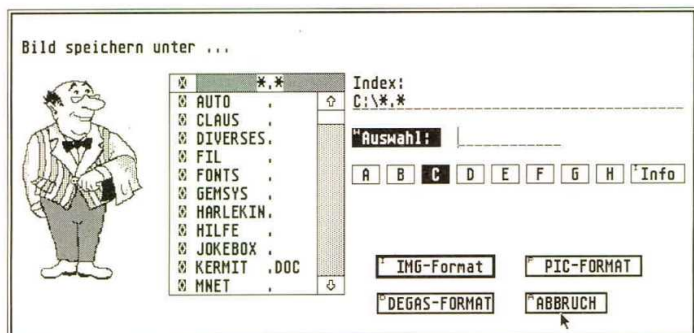 Bild speichern unter ...
*.*
AUTO .
CLAUS .
DIVERSES.
FIL .
FONTS .
GEMSYS .
HARLEKIN.
HILFE .
JOKEBOX .
KERMIT .DOC
MNET .
Index:
C:\*.*
Auswahl:
A B C D E F G H Info
IMG-Format PIC-FORMAT
DEGAS-FORMAT ABBRUCH